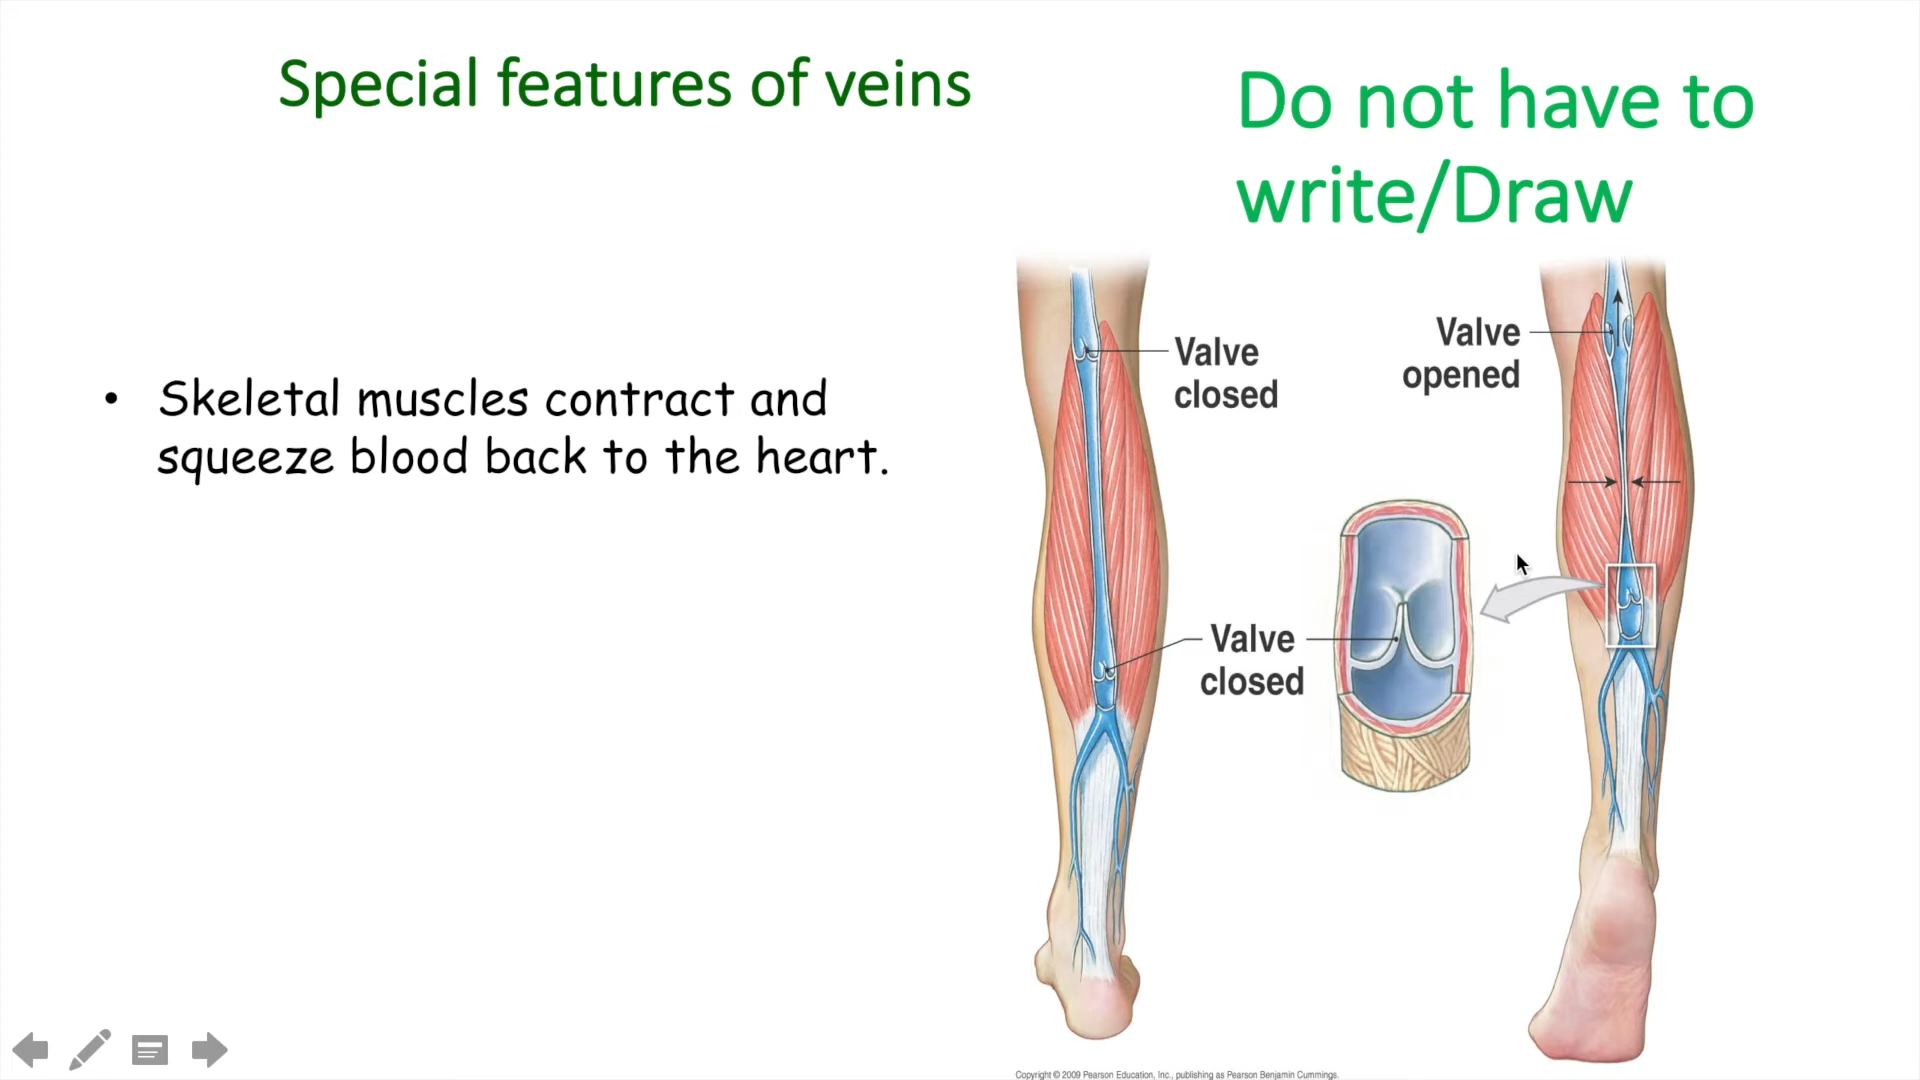 Special features of veins
Do not have to
write/Draw
• Skeletal muscles contract and
squeeze blood back to the heart.
Valve
closed
Valve
opened
Valve
closed
Copyright © 2009 Pearson Education, Inc., publishing as Pearson Benjamin Cummings.